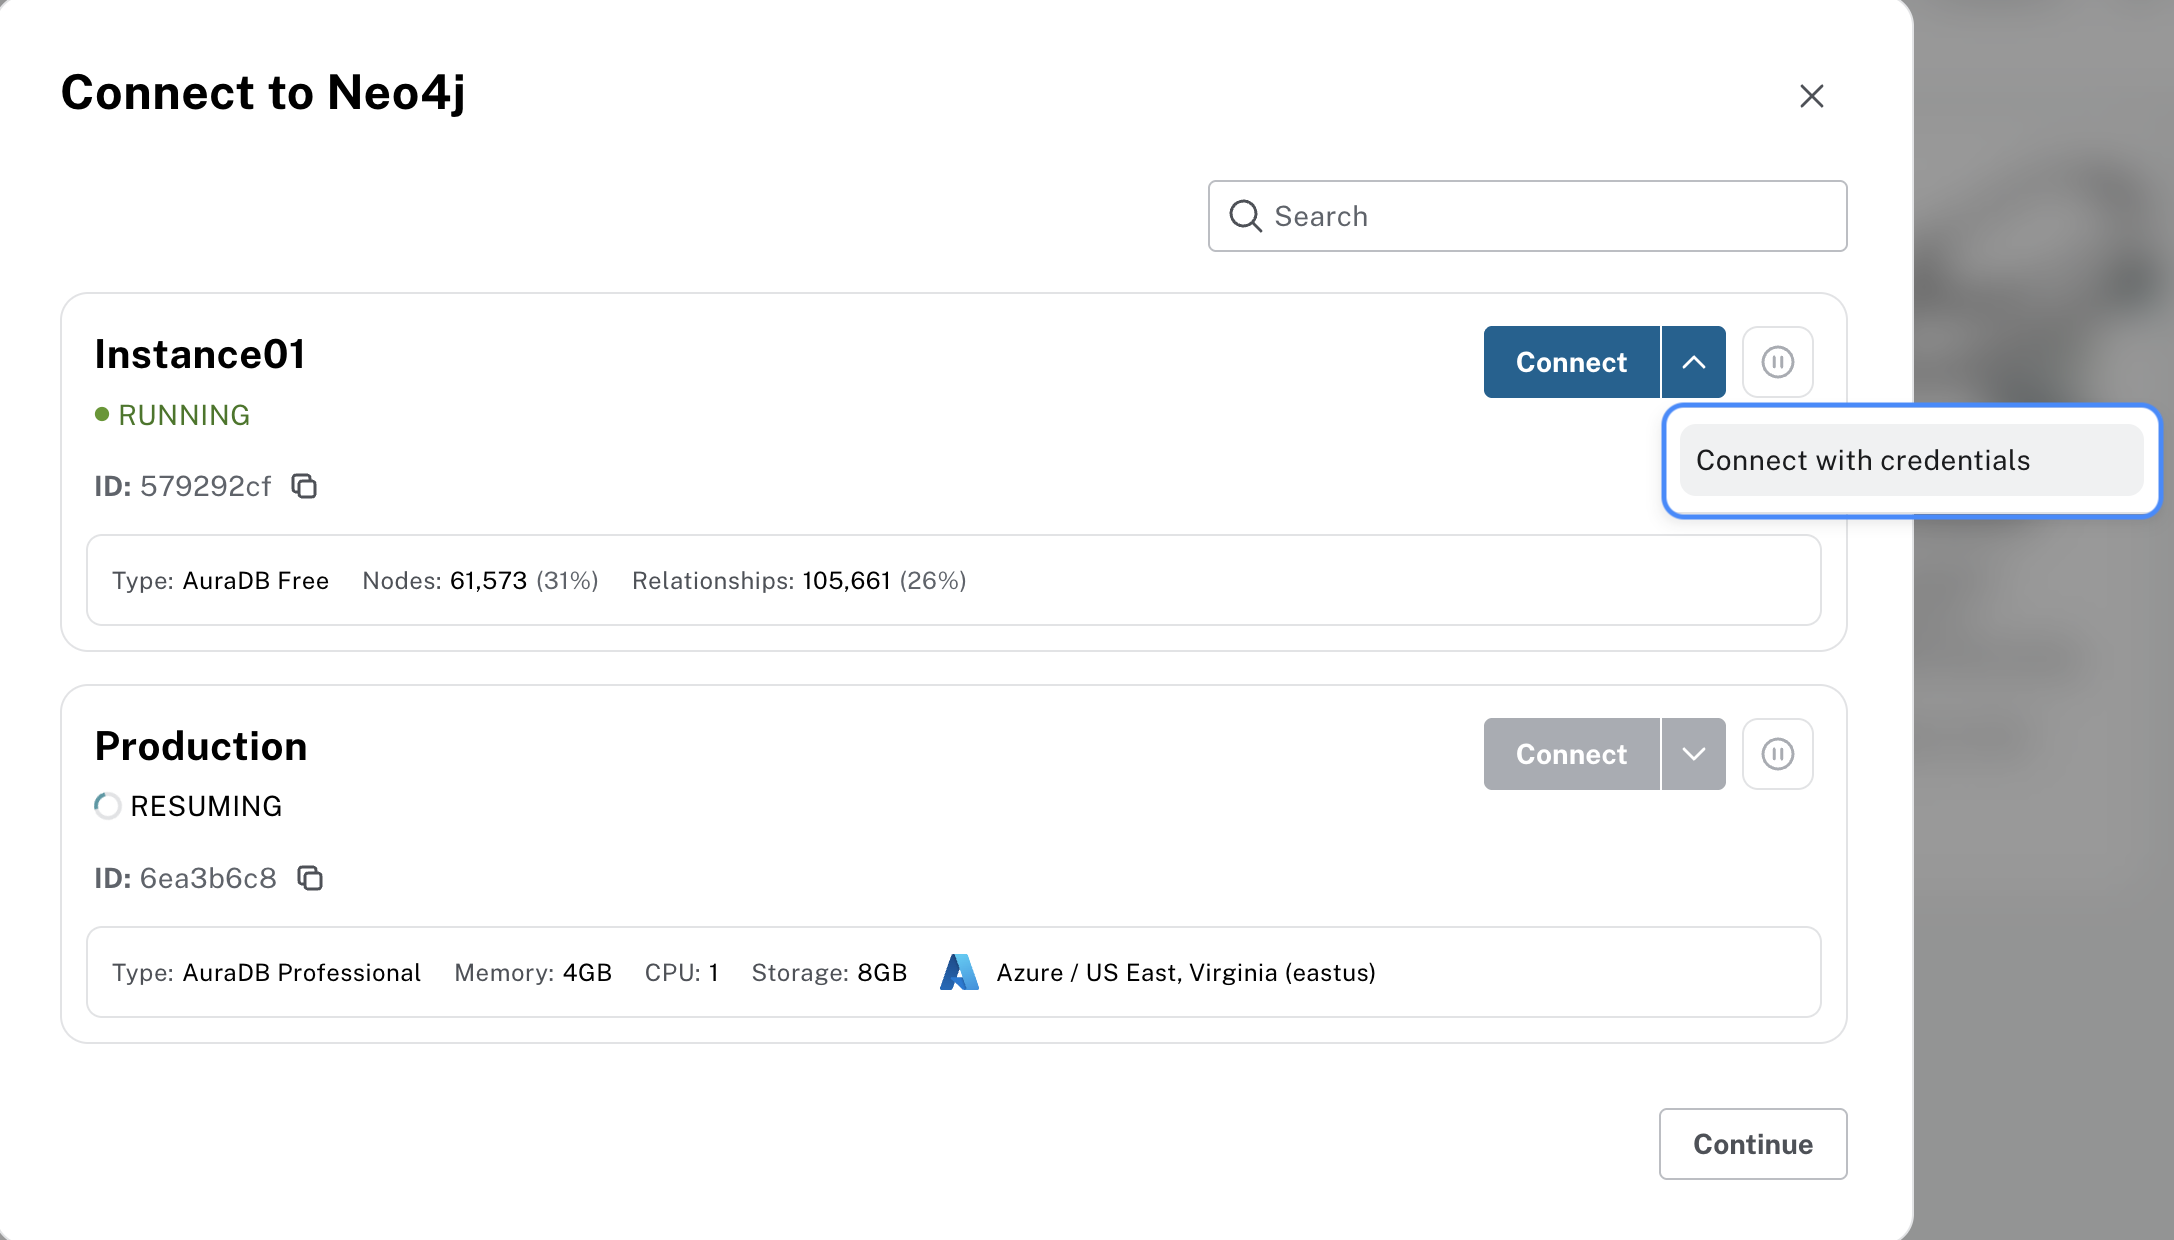 Connect to Neo4j
Search
Instance01
Connect
RUNNING
Connect with credentials
ID: 579292cf
Type: AuraDB Free Nodes: 61,573 (31%) Relationships: 105,661 (26%)
Production
Connect
RESUMING
ID: 6ea3b6c8
Type: AuraDB Professional Memory: 4GB CPU: 1 Storage: 8GB Azure / US East, Virginia (eastus)
Continue